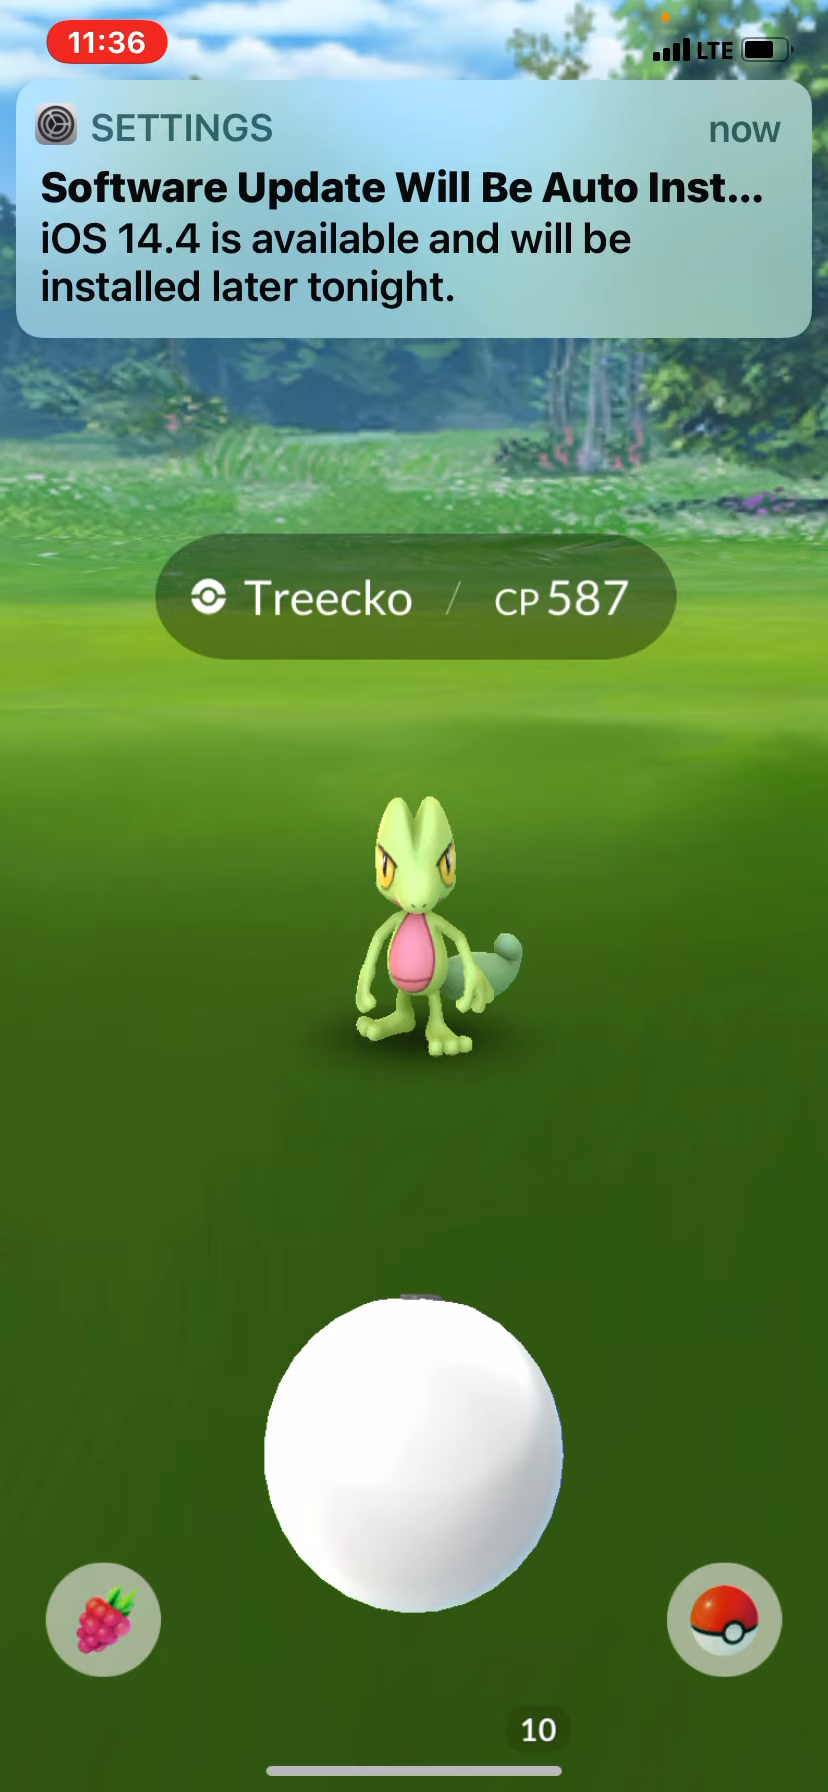 11:36
LTE
SETTINGS
now
Software Update Will Be Auto Inst...
iOS 14.4 is available and will be
installed later tonight.
Treecko / CP 587
10